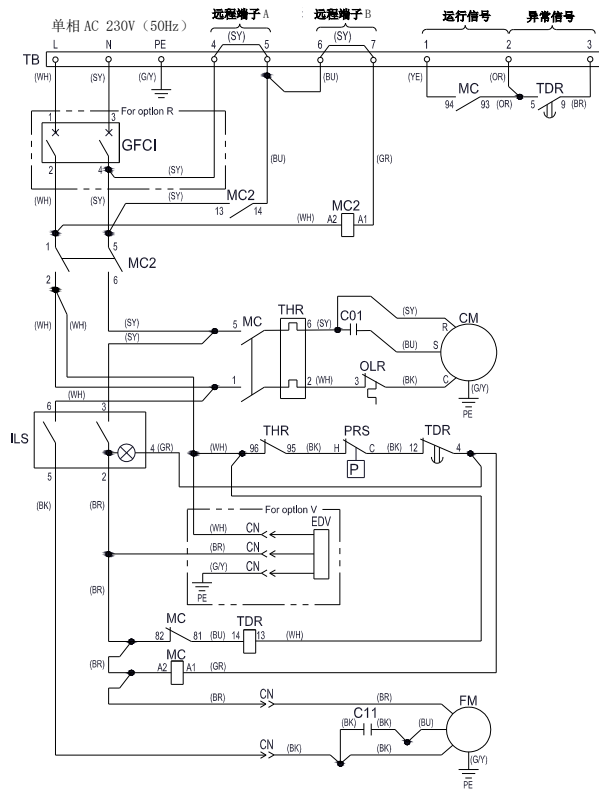 远程端子A 远程端子B 运行信号 异常信号
单相 AC 230V（50Hz）
L N PE 4 (SY) 5 6 (SY) 7 1 2 3
TB
(WH) (SY) (G/Y) (BU) (YE) (OR)
MC TDR
94 93 (OR) 5 9 (BR)
For option R
1 3
GFCI
2 4
(SY) (BU) (GR)
(WH) (SY) (SY)
MC2
13 14
MC2
(WH) A2 A1
1 5
MC2
2 6
THR
(WH) (WH) (SY) 5 MC 6 (SY) C01 (SY) CM
(SY) (BU) R S
OLR
1 2 (WH) 3 (BK) C
(G/Y)
PE
(WH)
6 3
ILS
4 (GR)
THR PRS TDR
(WH) 96 95 (BK) H C (BK) 12 4
P
5 2
(BK) (BR)
For option V
EDV
(WH) CN
(BR) CN
(G/Y) CN
PE
(BR)
MC TDR
82 81 (BU) 14 13 (WH)
MC
(BR) A2 A1 (GR)
(BR) CN (BR) FM
C11
(BK) (BK) (BU)
CN (BK) (BK)
(G/Y)
PE